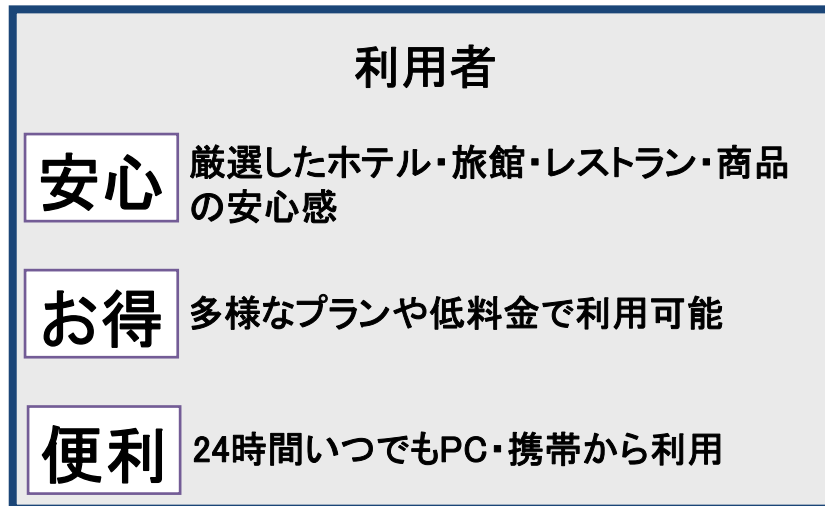 利用者
安心
厳選したホテル・旅館・レストラン・商品
の安心感
お得
多様なプランや低料金で利用可能
便利
24時間いつでもPC・携帯から利用